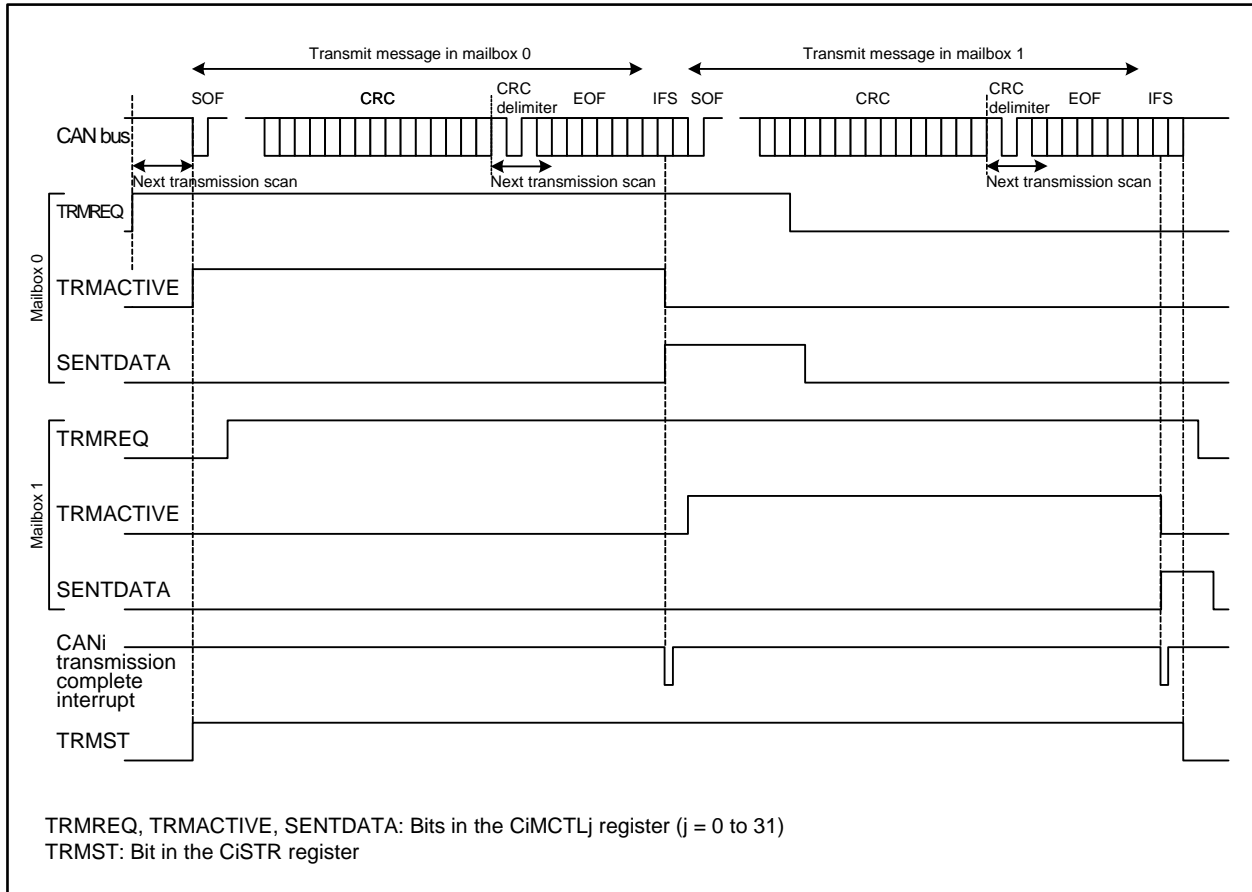 Transmit message in mailbox 0
Transmit message in mailbox 1
SOF
CRC
CRC
delimiter
EOF
IFS
SOF
CRC
CRC
delimiter
EOF
IFS
CAN bus
Next transmission scan
Next transmission scan
Next transmission scan
Mailbox 0
TRMREQ
TRMACTIVE
SENTDATA
Mailbox 1
TRMREQ
TRMACTIVE
SENTDATA
CANi
transmission
complete
interrupt
TRMST
TRMREQ, TRMACTIVE, SENTDATA: Bits in the CiMCTLj register (j = 0 to 31)
TRMST: Bit in the CiSTR register